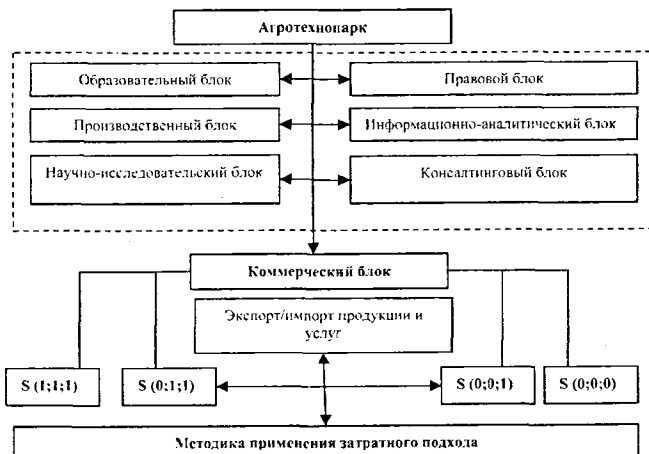 Агротехнопарк
Образовательный блок
Правовой блок
Производственный блок
Информационно-аналитический блок
Научно-исследовательский блок
Консалтинговый блок
Коммерческий блок
Экспорт/импорт продукции и
услуг
S (1;1;1)
S (0;1;1)
S (0;0;1)
S (0;0;0)
Методика применения затратного подхода